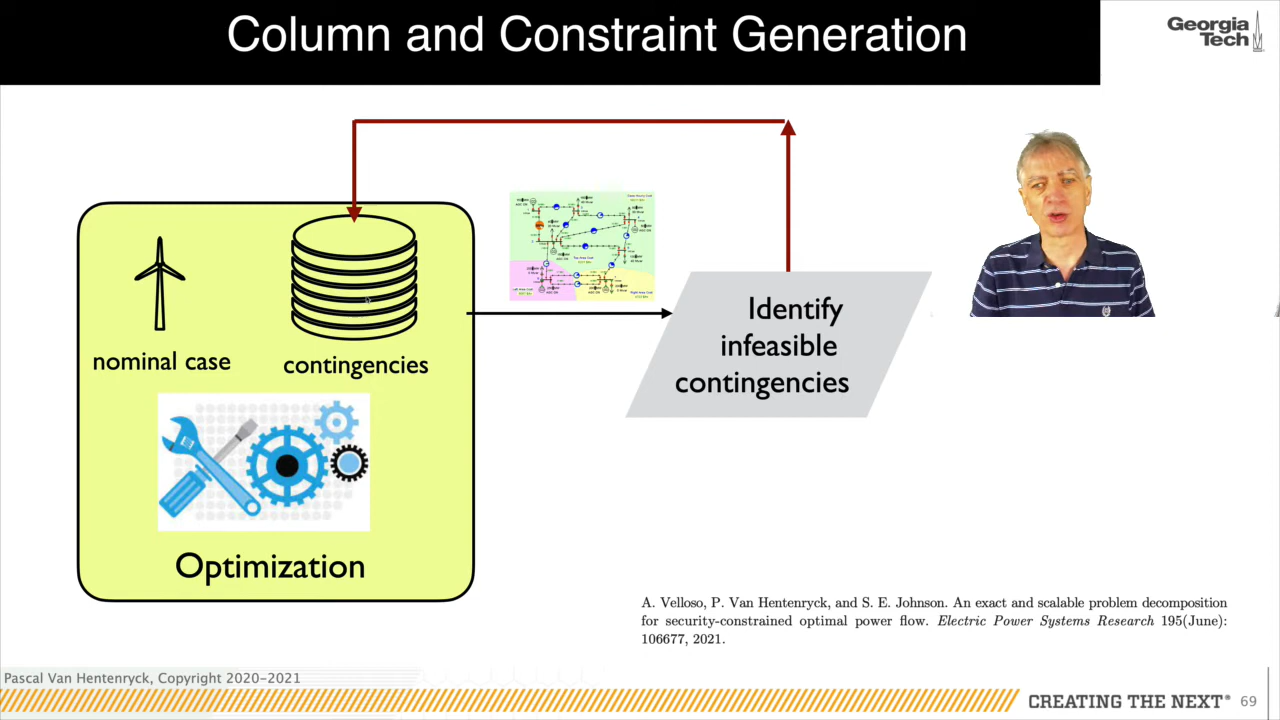 Column and Constraint Generation
Georgia
Tech
nominal case
contingencies
Optimization
Identify
infeasible
contingencies
A. Velloso, P. Van Hentenryck, and S. E. Johnson. An exact and scalable problem decomposition
for security-constrained optimal power flow. Electric Power Systems Research 195(June):
106677, 2021.
Pascal Van Hentenryck, Copyright 2020-2021
CREATING THE NEXT®
69